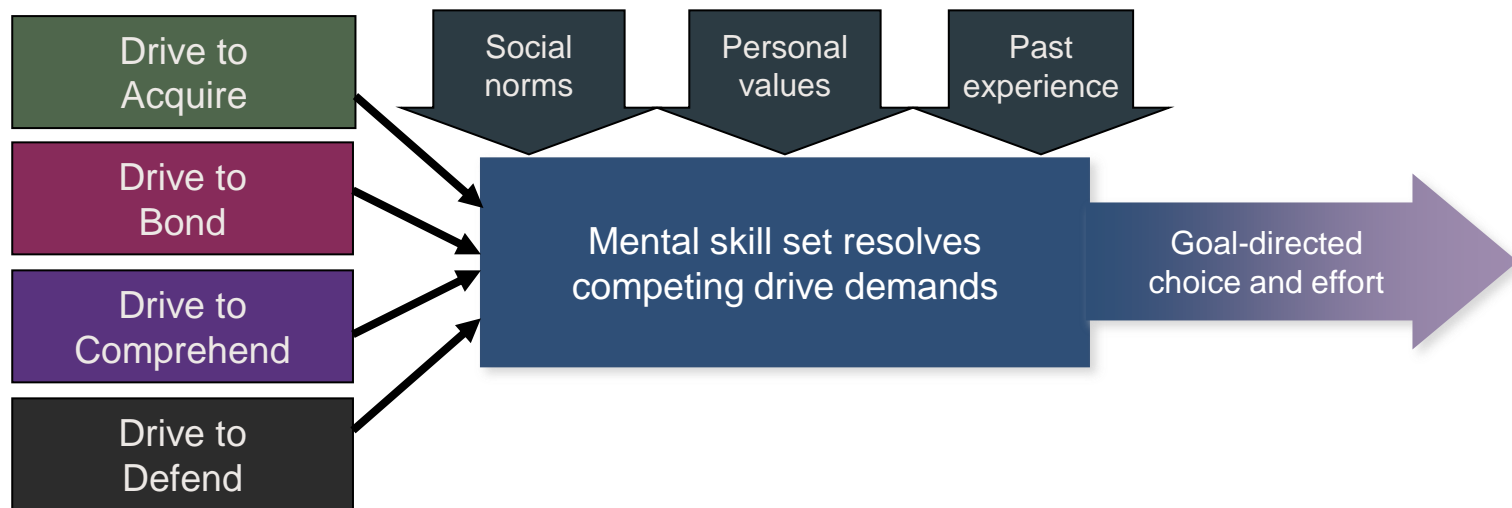 Drive to
Acquire
Drive to
Bond
Drive to
Comprehend
Drive to
Defend
Social
norms
Personal
values
Past
experience
Mental skill set resolves
competing drive demands
Goal-directed
choice and effort